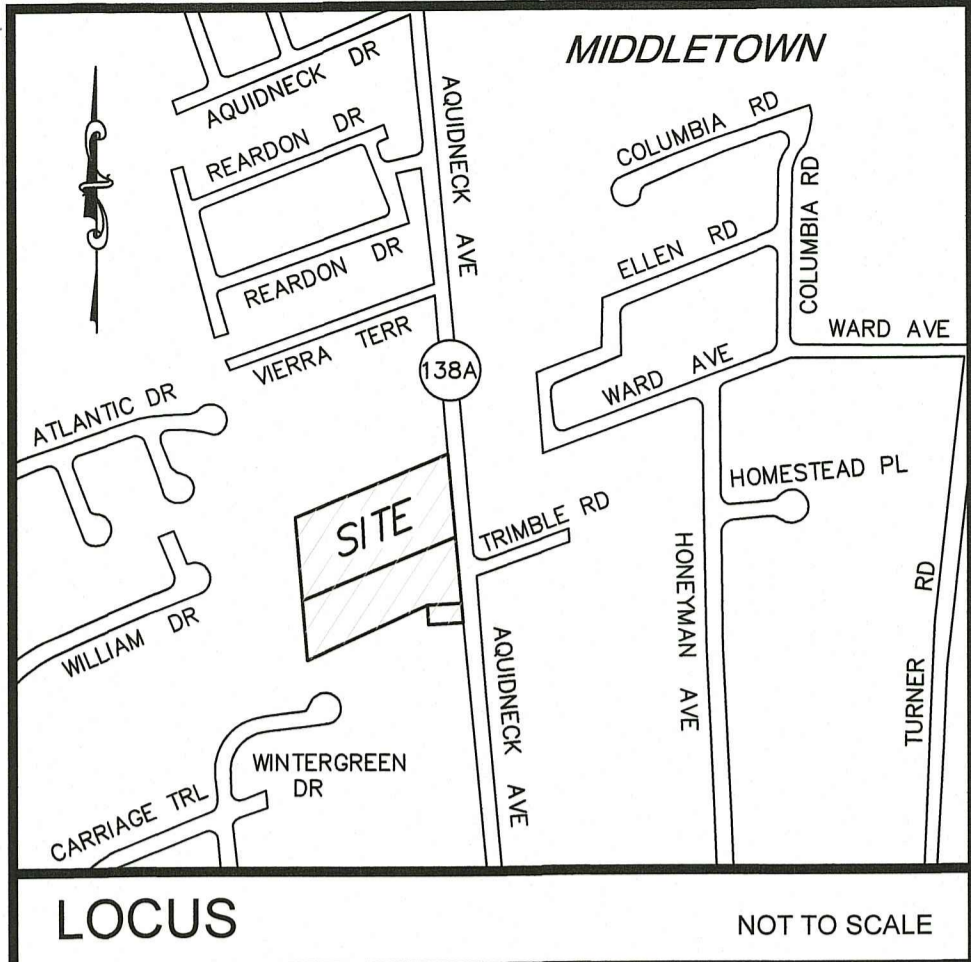 MIDDLETOWN
AQUIDNECK DR
AQUIDNECK AVE
COLUMBIA RD
REARDON DR
COLUMBIA RD
ELLEN RD
REARDON DR
WARD AVE
VIERRA TERR
138A
WARD AVE
ATLANTIC DR
HOMESTEAD PL
SITE
TRIMBLE RD
HONEYMAN AVE
TURNER RD
WILLIAM DR
AQUIDNECK AVE
WINTERGREEN
DR
CARRIAGE TRL
LOCUS
NOT TO SCALE